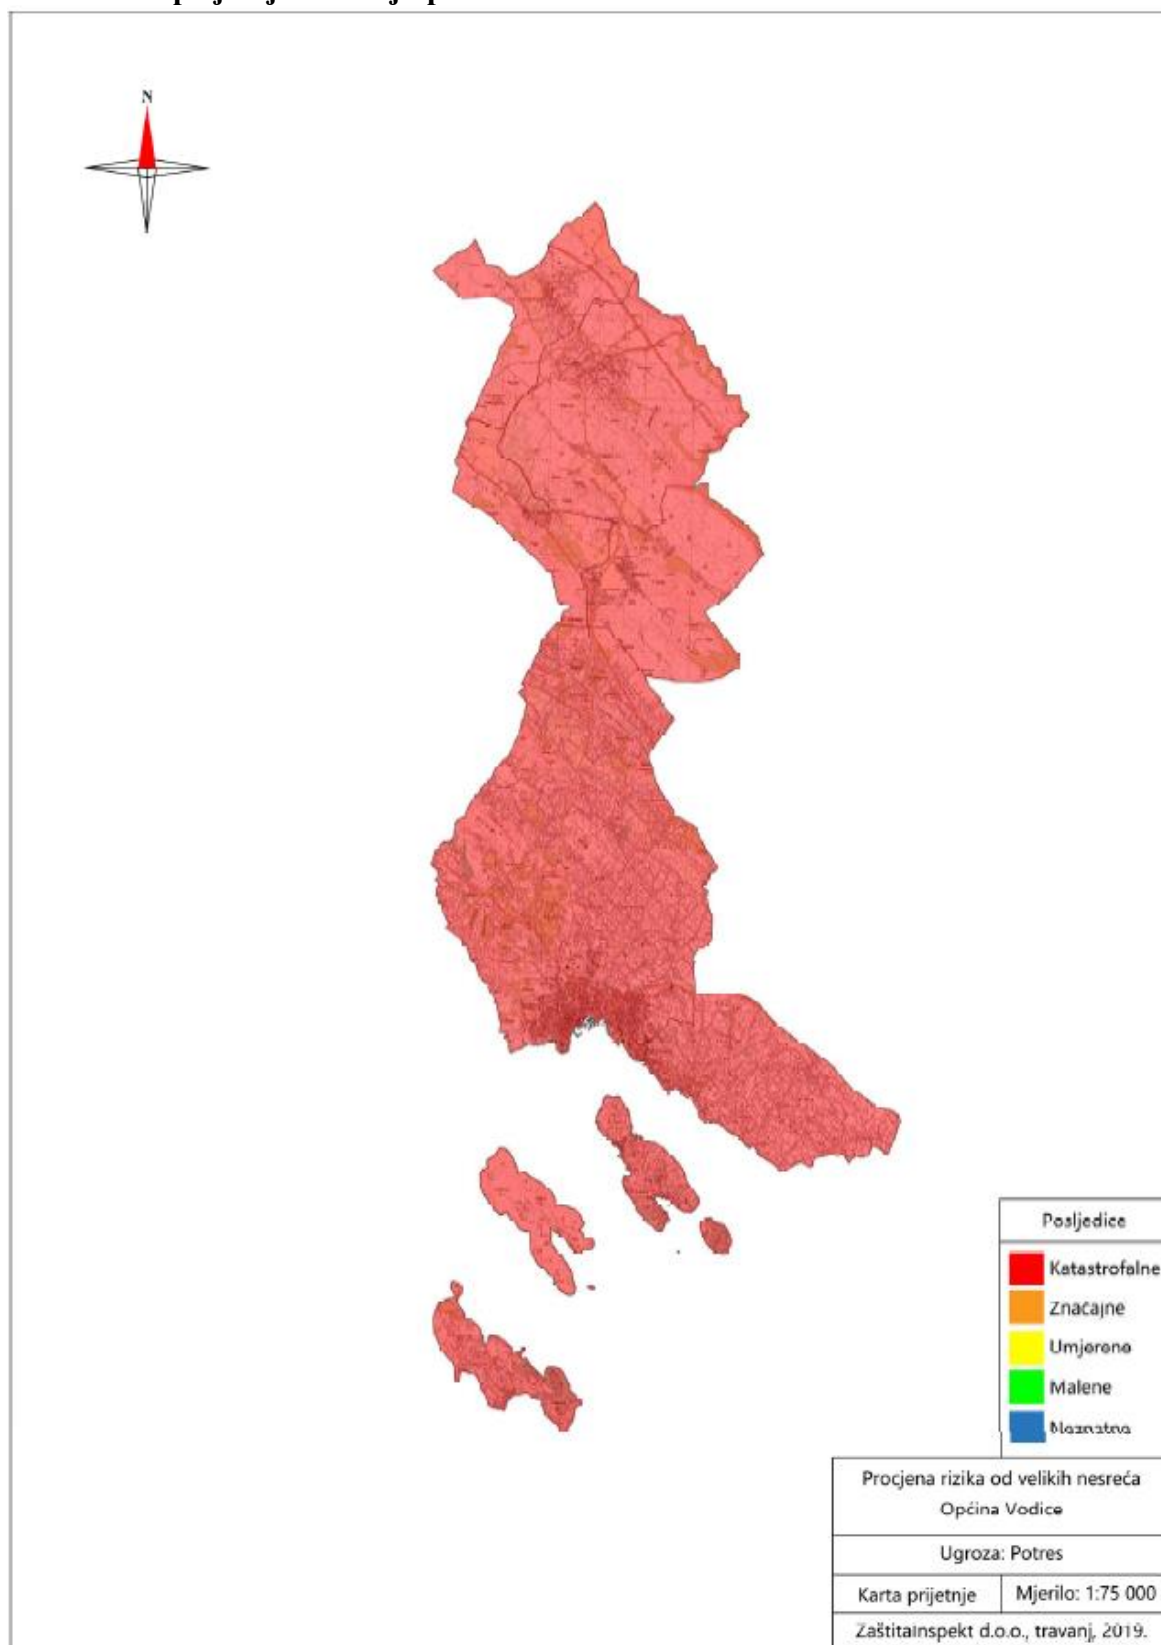 N
Posljedice
Katastrofalne
Značajne
Umjerene
Malene
Neznatne
Procjena rizika od velikih nesreća
Općina Vodice
Ugroza: Potres
Karta prijetnje
Mjerilo: 1:75 000
ZaštitaInspekt d.o.o., travanj, 2019.